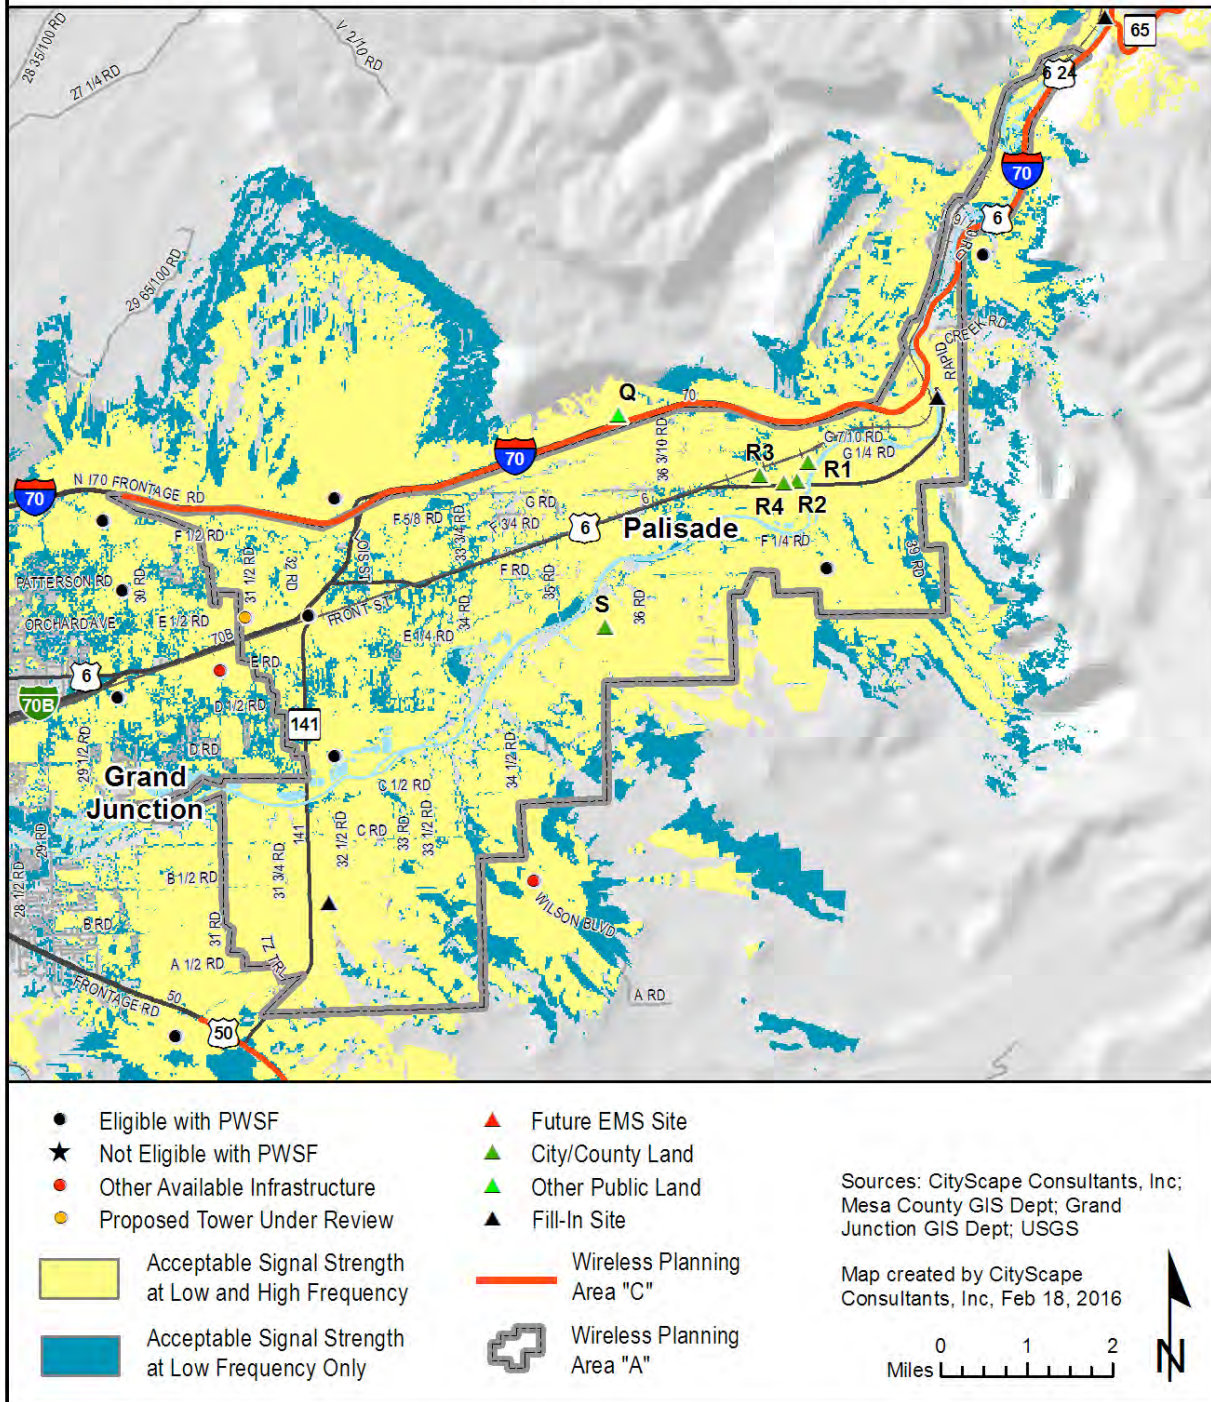 28 35/100 RD
27 1/4 RD
V 2/10 RD
65
6 24
70
6
29 65/100 RD
RAPID CREEK RD
Q
70
36 3/10 RD
70
G 7/10 RD
G 1/4 RD
R3
R1
R4
R2
N I70 FRONTAGE RD
70
G RD
6
F 5/8 RD
33 3/4 RD
F 3/4 RD
6
Palisade
F 1/2 RD
LOIS ST
F 1/4 RD
39 RD
PATTERSON RD
30 RD
31 1/2 RD
32 RD
F RD
35 RD
36 RD
ORCHARD AVE
E 1/2 RD
FRONT ST
34 RD
S
70B
E 1/4 RD
6
E RD
70B
D 1/2 RD
141
29 1/2 RD
D RD
34 1/2 RD
Grand
Junction
C 1/2 RD
29 RD
141
32 1/2 RD
C RD
33 RD
33 1/2 RD
28 1/2 RD
B 1/2 RD
31 3/4 RD
WILSON BLVD
B RD
31 RD
A 1/2 RD
TZ TRL
FRONTAGE RD
50
A RD
50
Eligible with PWSF
Not Eligible with PWSF
Other Available Infrastructure
Proposed Tower Under Review
Acceptable Signal Strength
at Low and High Frequency
Acceptable Signal Strength
at Low Frequency Only
Future EMS Site
City/County Land
Other Public Land
Fill-In Site
Wireless Planning
Area "C"
Wireless Planning
Area "A"
Sources: CityScape Consultants, Inc;
Mesa County GIS Dept; Grand
Junction GIS Dept; USGS
Map created by CityScape
Consultants, Inc, Feb 18, 2016
0 1 2
Miles
N